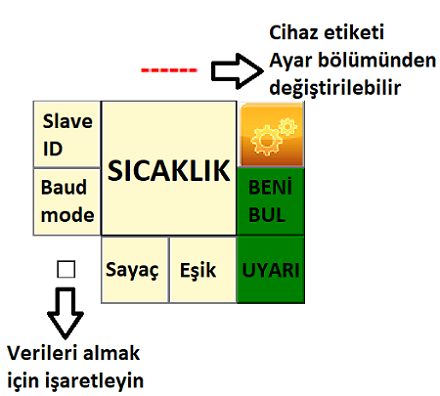 Cihaz etiketi
Ayar bölümünden
değiştirilebilir
-------
Slave
ID
SICAKLIK
Baud
mode
BENİ
BUL
Sayaç
Eşik
UYARI
Verileri almak
için işaretleyin